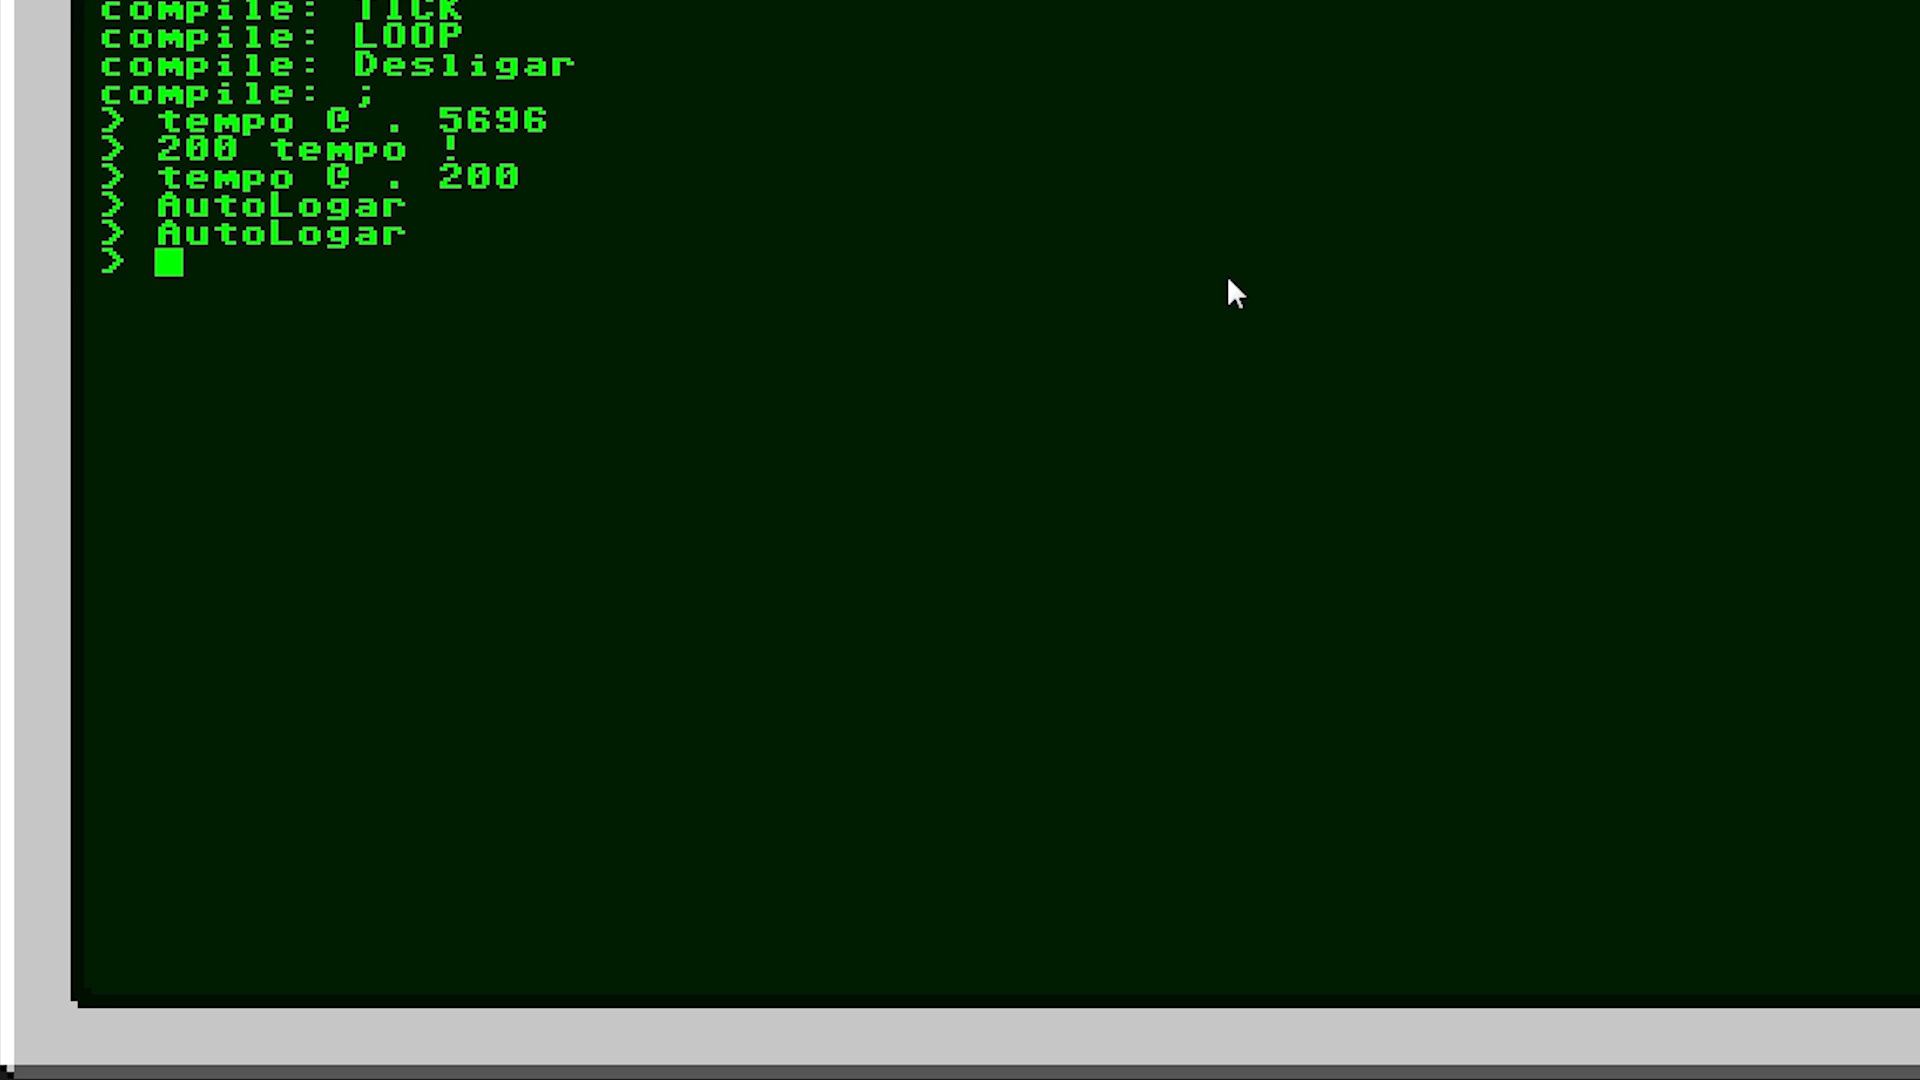 compile: TICK
compile: LOOP
compile: Desligar
compile: ;
> tempo @ . 5696
> 200 tempo !
> tempo @ . 200
> AutoLogar
> AutoLogar
>